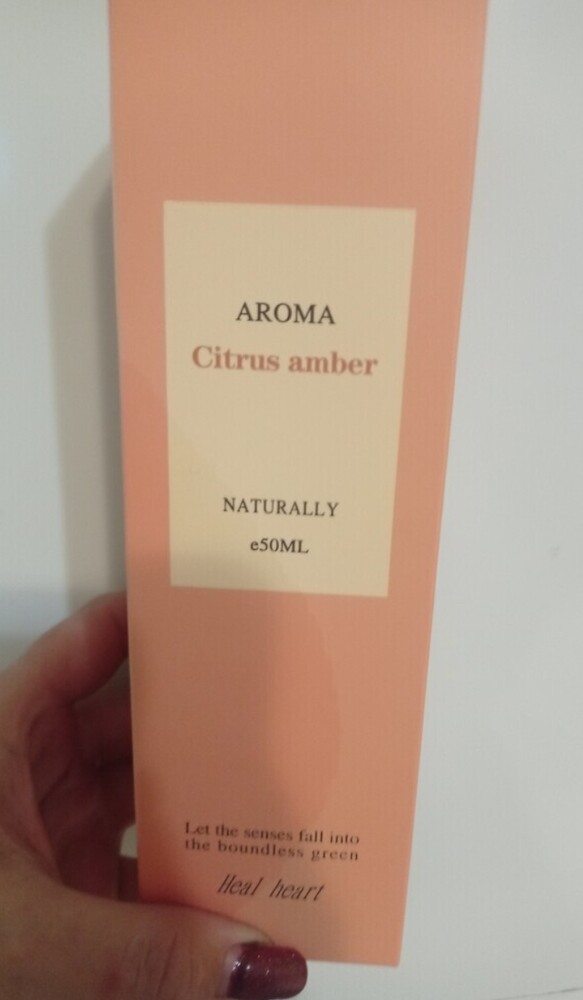 AROMA
Citrus amber
NATURALLY
e50ML
Let the senses fall into
the boundless green
Heal heart